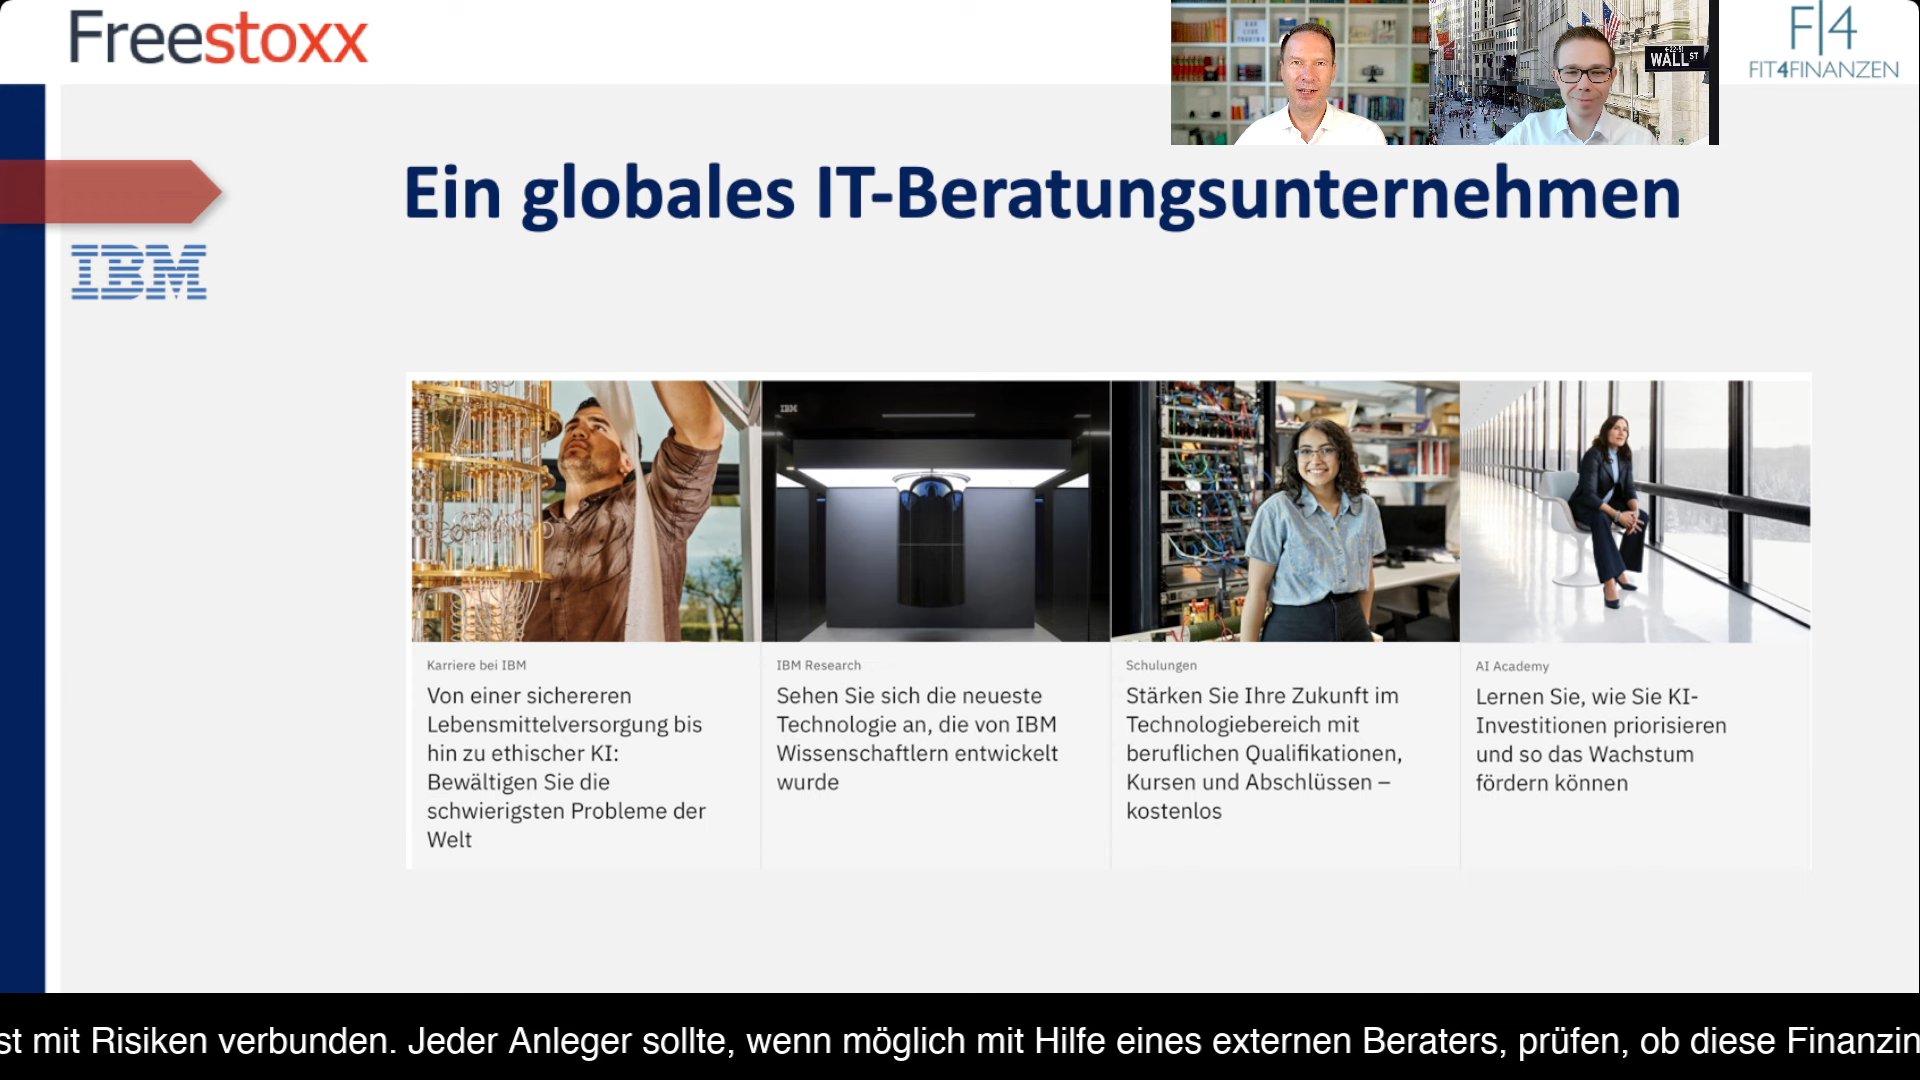 Freestoxx
WALL ST
F|4
FIT4FINANZEN
Ein globales IT-Beratungsunternehmen
IBM
IBM
Karriere bei IBM
Von einer sichereren
Lebensmittelversorgung bis
hin zu ethischer KI:
Bewältigen Sie die
schwierigsten Probleme der
Welt
IBM Research
Sehen Sie sich die neueste
Technologie an, die von IBM
Wissenschaftlern entwickelt
wurde
Schulungen
Stärken Sie Ihre Zukunft im
Technologiebereich mit
beruflichen Qualifikationen,
Kursen und Abschlüssen –
kostenlos
AI Academy
Lernen Sie, wie Sie KI-
Investitionen priorisieren
und so das Wachstum
fördern können
st mit Risiken verbunden. Jeder Anleger sollte, wenn möglich mit Hilfe eines externen Beraters, prüfen, ob diese Finanzin